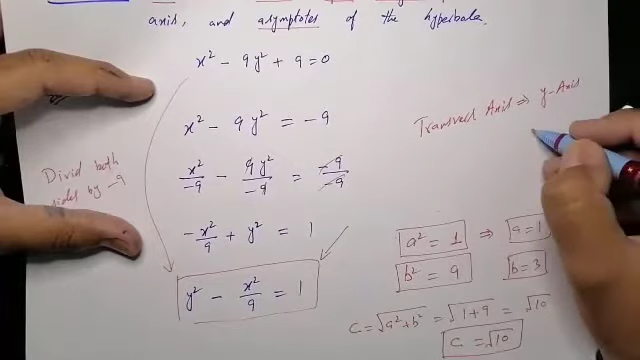 axis, and asymptotes of the hyperbola.
x² - 9y² + 9 = 0
x² - 9y² = -9
Divid both
sides by -9
x²/-9 - 9y²/-9 = -9/-9
-x²/9 + y² = 1
y² - x²/9 = 1
Transvers Axis ⇒ y-Axis
a² = 1 ⇒ a = 1
b² = 9 b = 3
C = √a² + b² = √1 + 9 = √10
C = √10